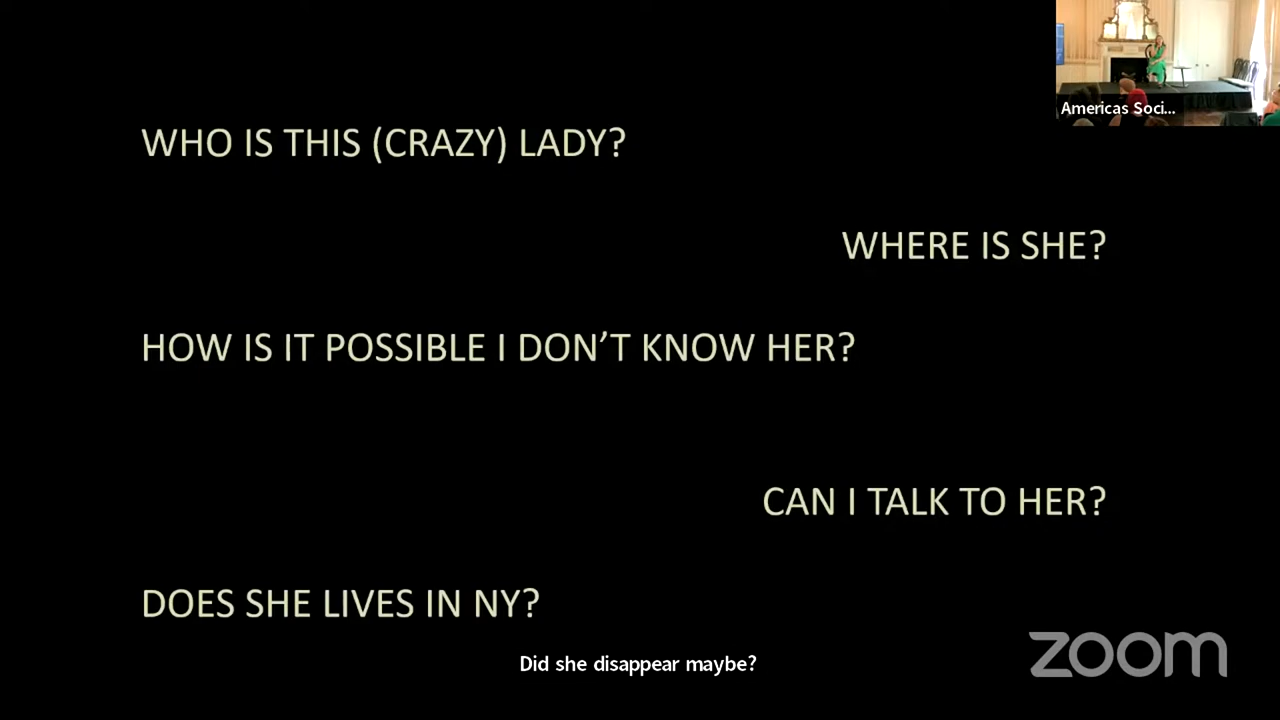 Americas Soci...
WHO IS THIS (CRAZY) LADY?
WHERE IS SHE?
HOW IS IT POSSIBLE I DON’T KNOW HER?
CAN I TALK TO HER?
DOES SHE LIVES IN NY?
Did she disappear maybe?
zoom